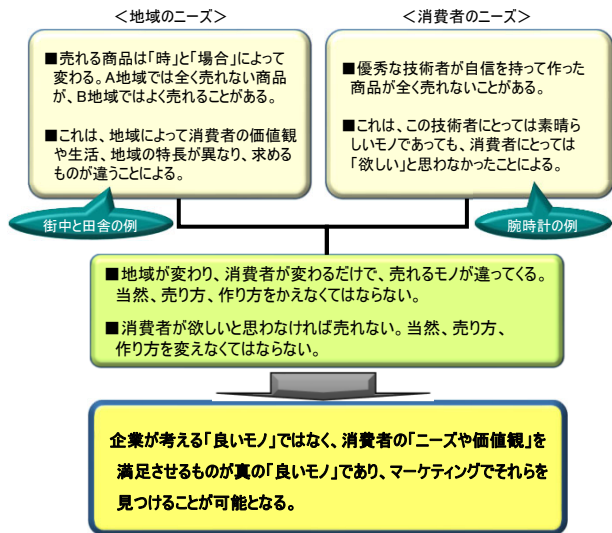 ＜地域のニーズ＞
■売れる商品は「時」と「場合」によって
変わる。A地域では全く売れない商品
が、B地域ではよく売れることがある。
■これは、地域によって消費者の価値観
や生活、地域の特長が異なり、求める
ものが違うことによる。
街中と田舎の例
＜消費者のニーズ＞
■優秀な技術者が自信を持って作った
商品が全く売れないことがある。
■これは、この技術者にとっては素晴ら
しいモノであっても、消費者にとっては
「欲しい」と思わなかったことによる。
腕時計の例
■地域が変わり、消費者が変わるだけで、売れるモノが違ってくる。
当然、売り方、作り方をかえなくてはならない。
■消費者が欲しいと思わなければ売れない。当然、売り方、
作り方を変えなくてはならない。
企業が考える「良いモノ」ではなく、消費者の「ニーズや価値観」を
満足させるものが真の「良いモノ」であり、マーケティングでそれらを
見つけることが可能となる。